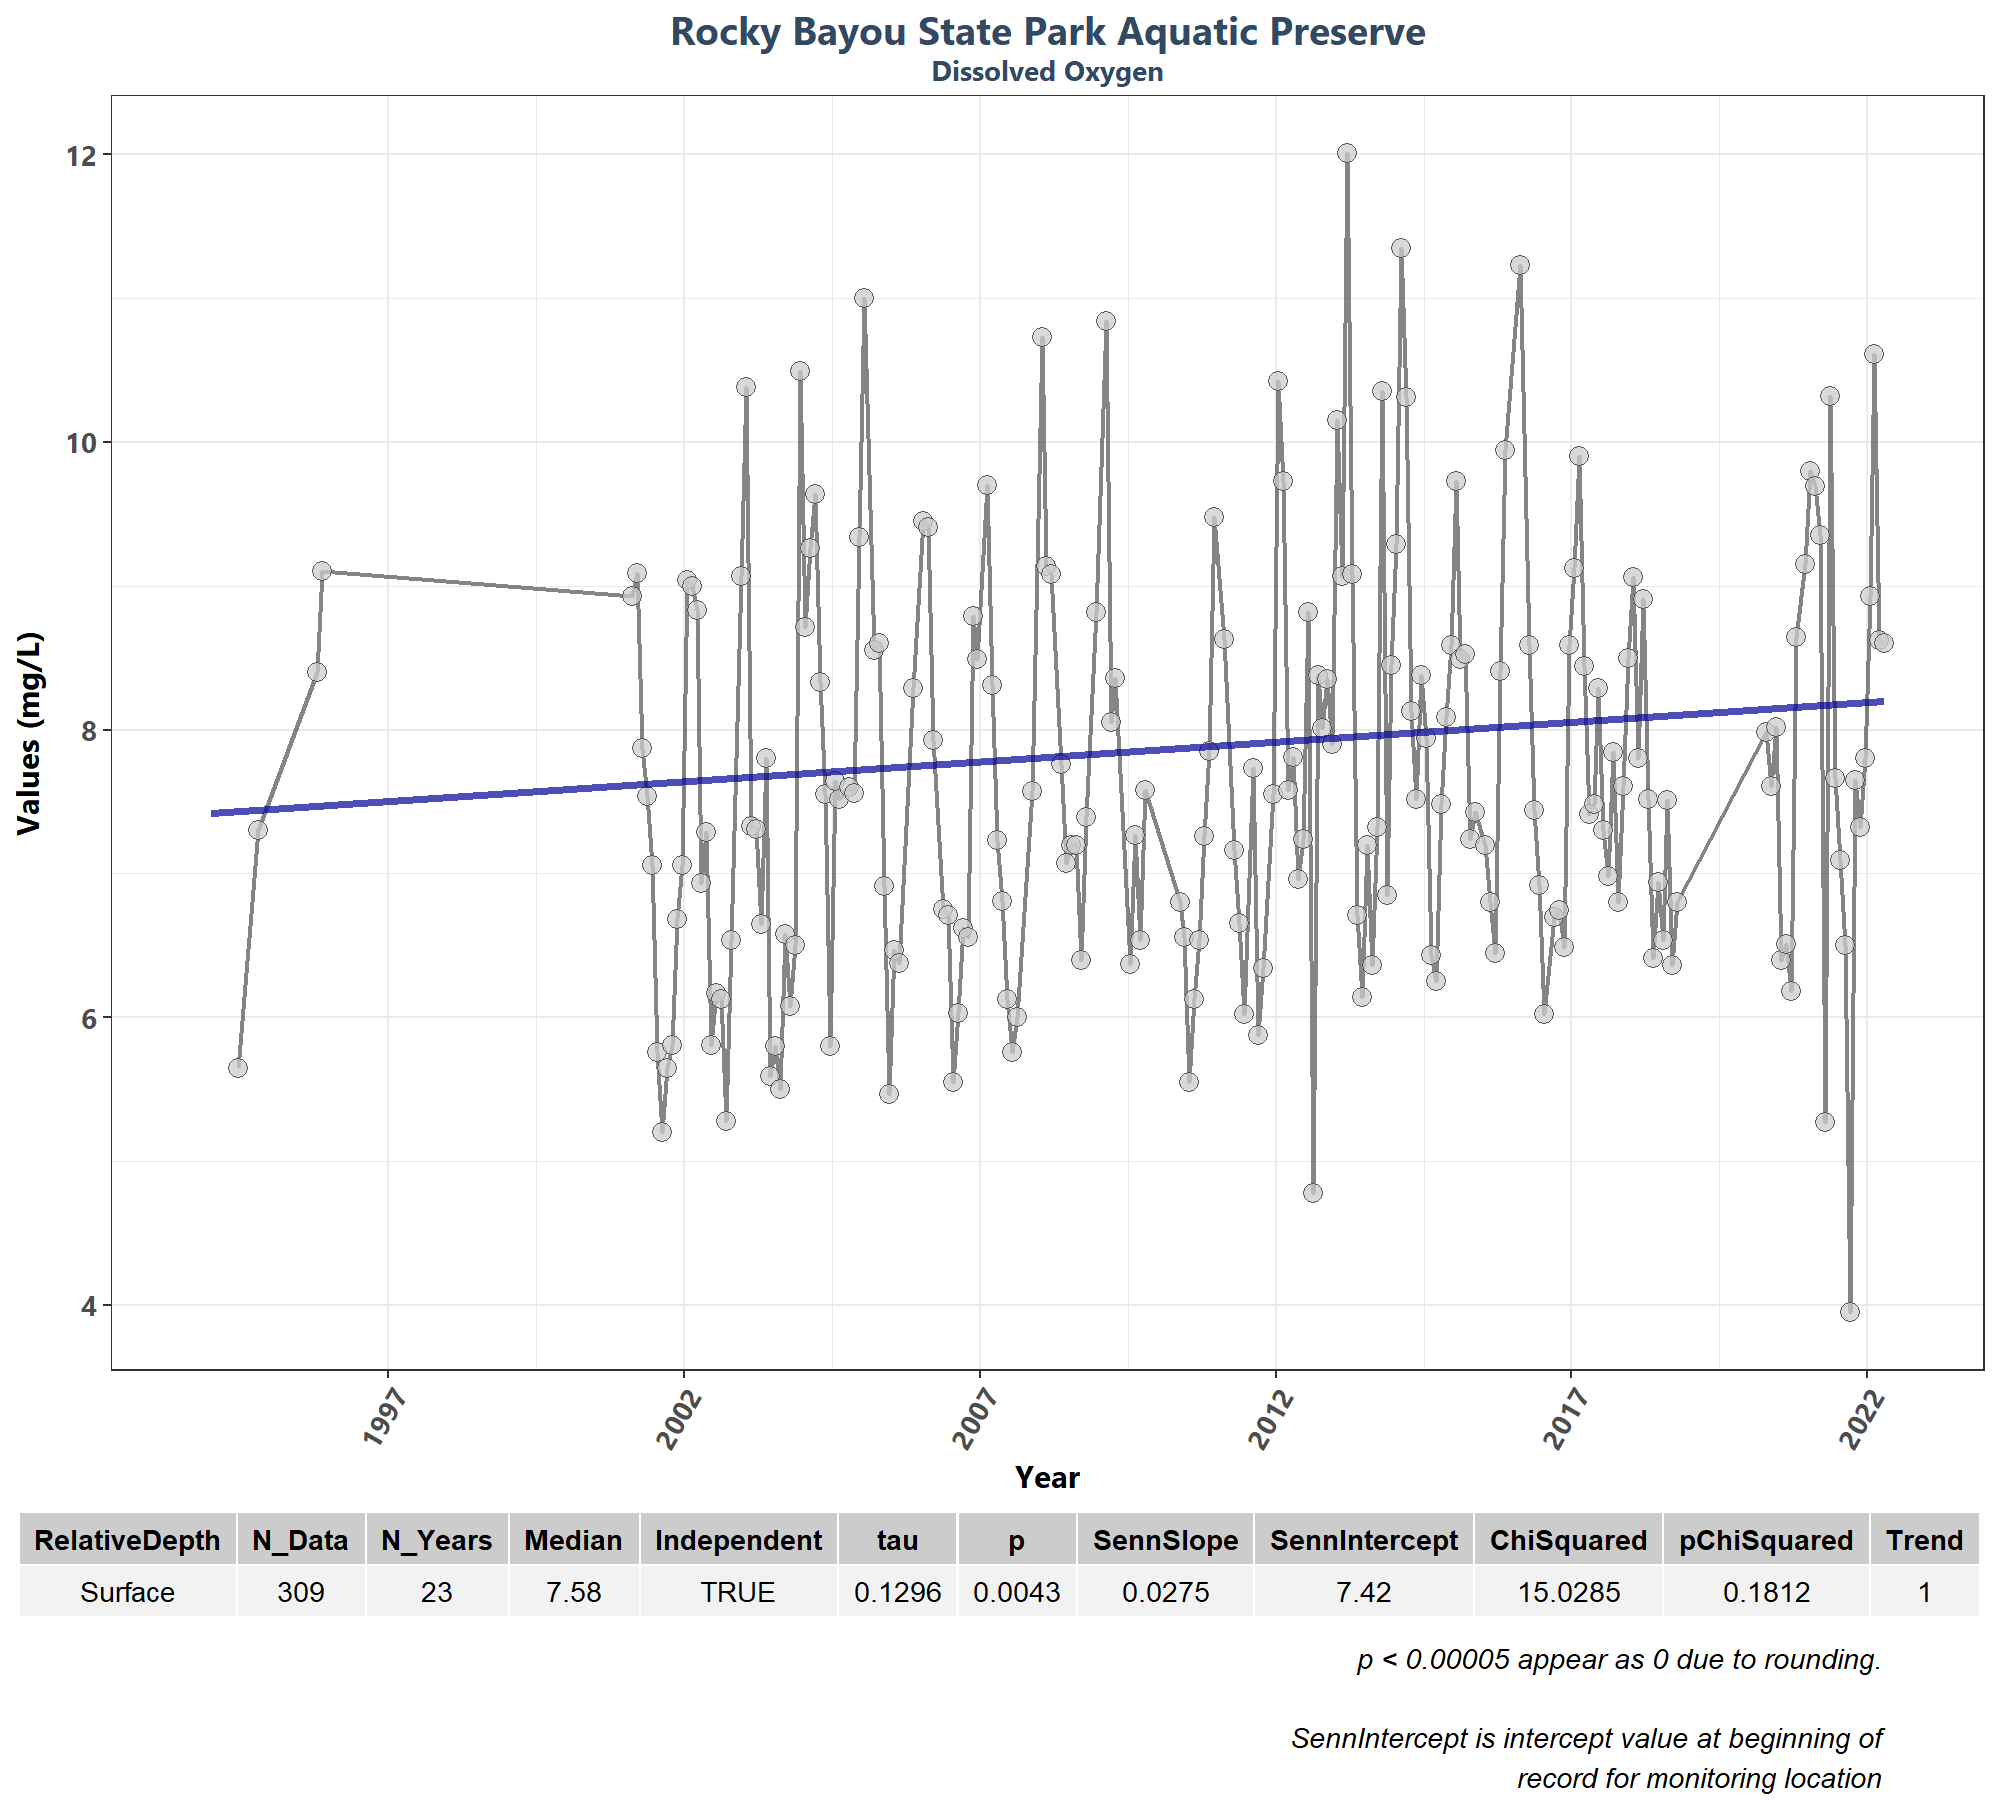 Rocky Bayou State Park Aquatic Preserve
Dissolved Oxygen
Values (mg/L)
12
10
8
6
4
1997 2002 2007 2012 2017 2022
Year
RelativeDepth N_Data N_Years Median Independent tau p SennSlope SennIntercept ChiSquared pChiSquared Trend
Surface 309 23 7.58 TRUE 0.1296 0.0043 0.0275 7.42 15.0285 0.1812 1
p < 0.00005 appear as 0 due to rounding.
SennIntercept is intercept value at beginning of
record for monitoring location